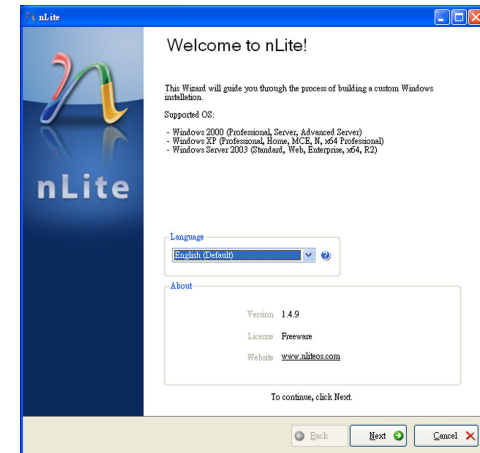 nLite
Welcome to nLite!
This Wizard will guide you through the process of building a custom Windows
installation.
Supported OS:
- Windows 2000 (Professional, Server, Advanced Server)
- Windows XP (Professional, Home, MCE, N, x64 Professional)
- Windows Server 2003 (Standard, Web, Enterprise, x64, R2)
nLite
Language
English (Default)
About
Version 1.4.9
License Freeware
Website www.nliteos.com
To continue, click Next.
Back Next Cancel